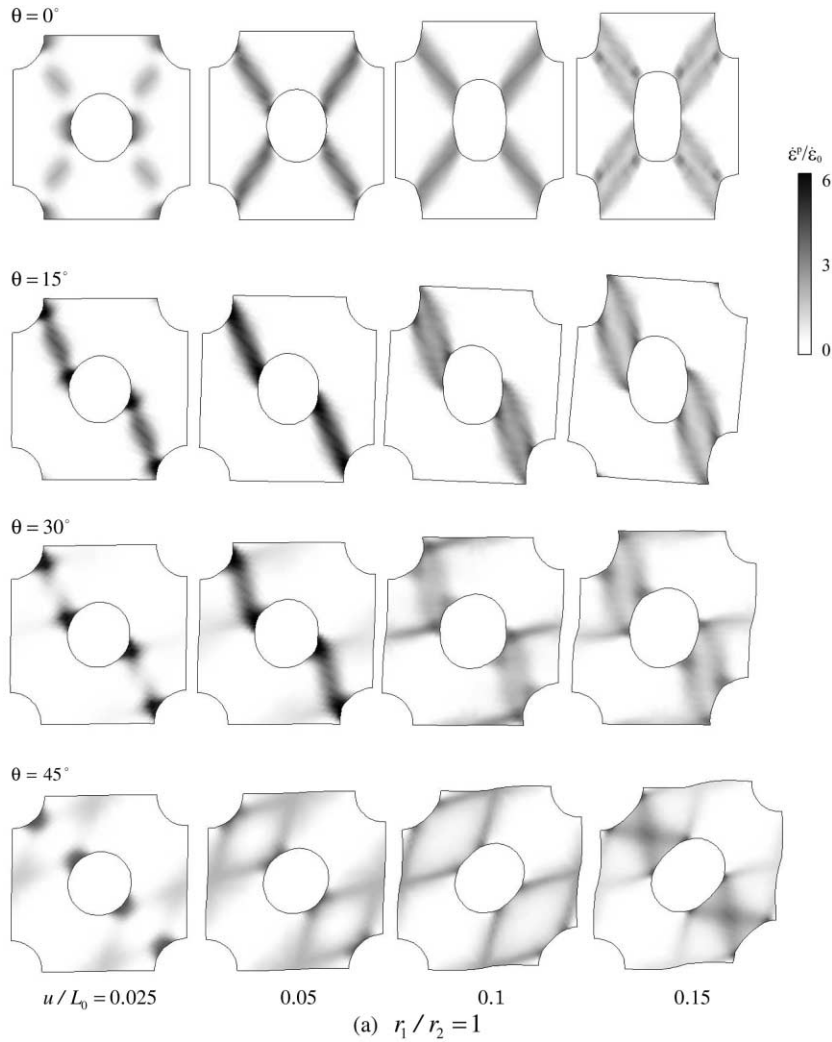 θ = 0°
ε̇ᵖ/ε̇₀
6
3
0
θ = 15°
θ = 30°
θ = 45°
u / L₀ = 0.025 0.05 0.1 0.15
(a) r₁ / r₂ = 1